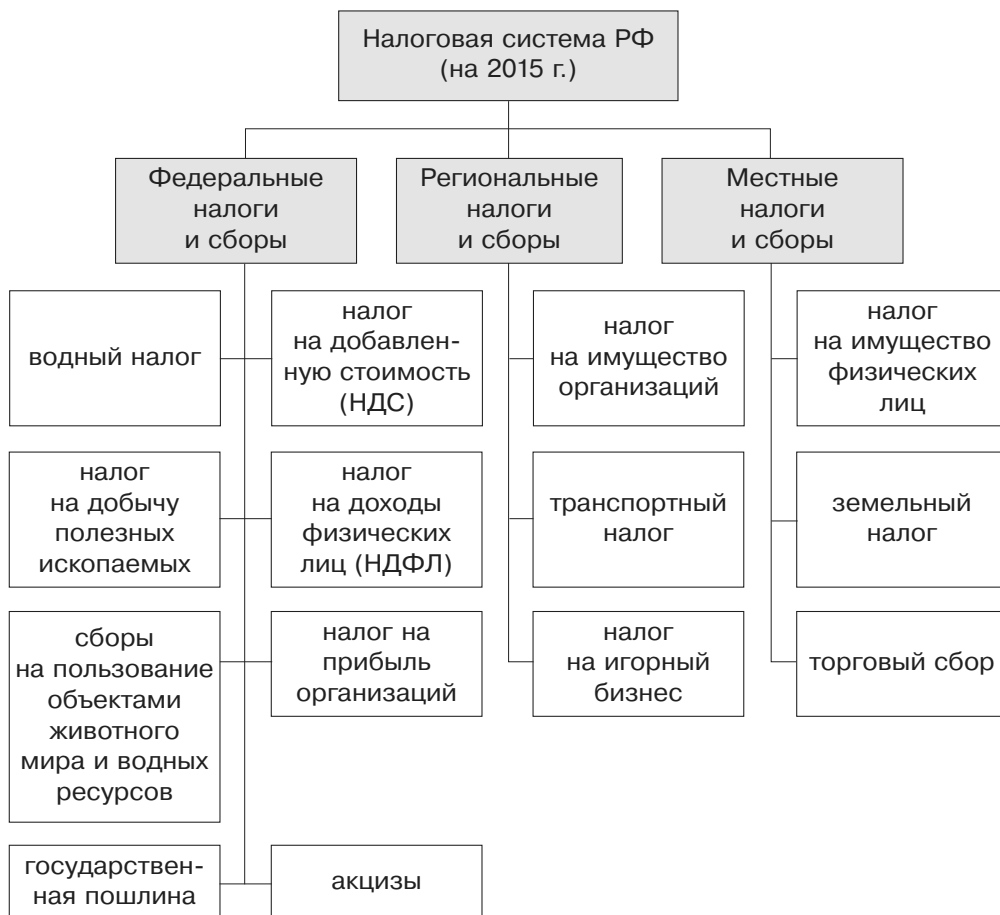 Налоговая система РФ
(на 2015 г.)
Федеральные
налоги
и сборы
Региональные
налоги
и сборы
Местные
налоги
и сборы
водный налог
налог
на добавлен-
ную стоимость
(НДС)
налог
на имущество
организаций
налог
на имущество
физических
лиц
налог
на добычу
полезных
ископаемых
налог
на доходы
физических
лиц (НДФЛ)
транспортный
налог
земельный
налог
сборы
на пользование
объектами
животного
мира и водных
ресурсов
налог на
прибыль
организаций
налог
на игорный
бизнес
торговый сбор
государствен-
ная пошлина
акцизы